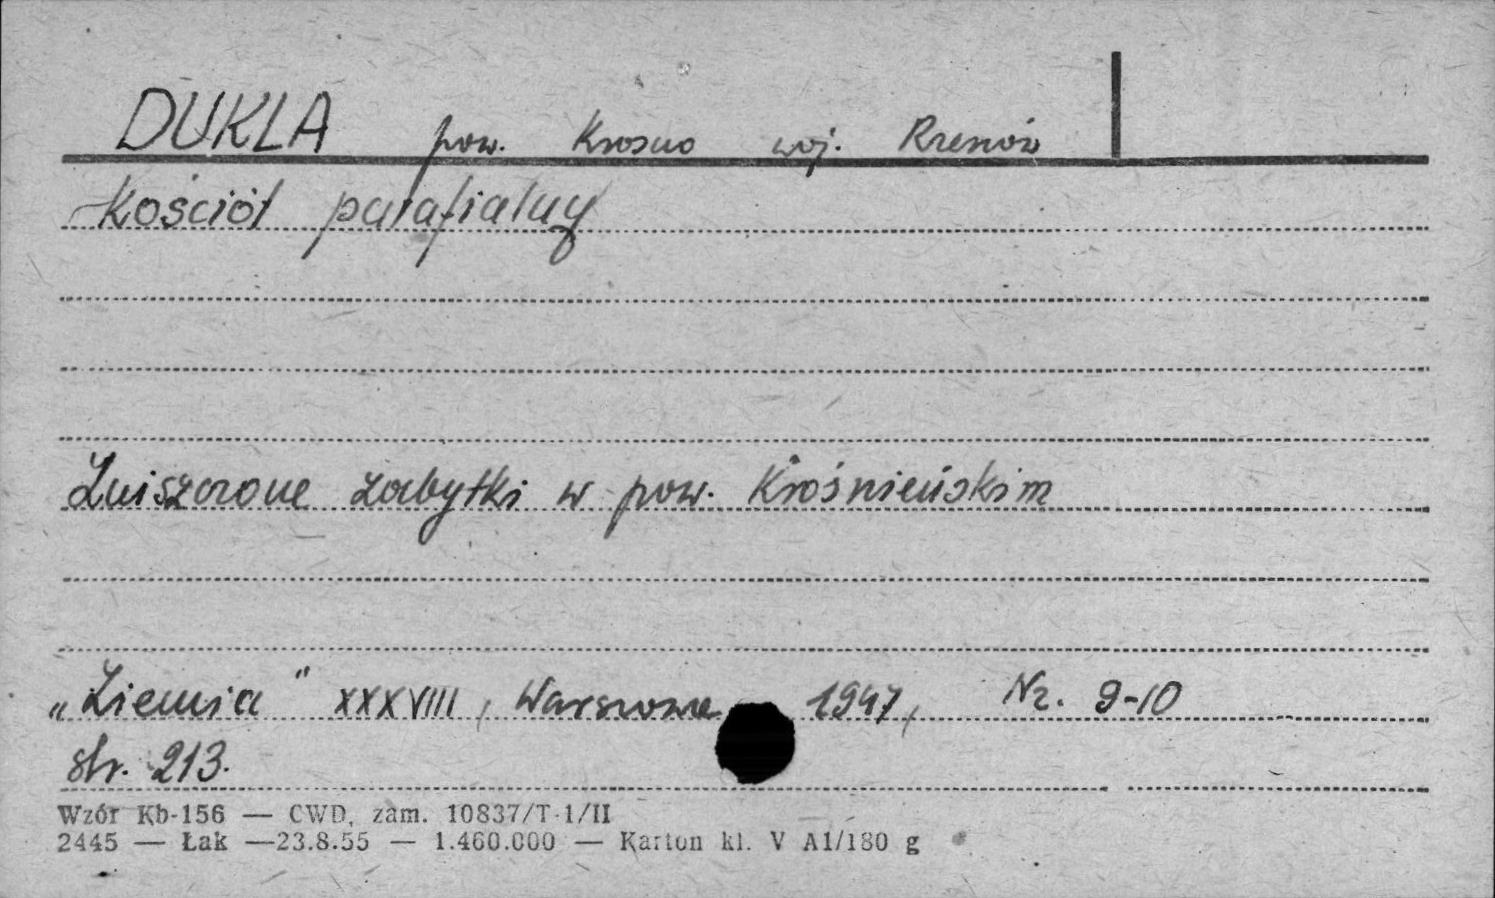 DUKLA pow. Krosno woj. Rzeszów
Kościół parafialny
Zniszczone zabytki w pow. Krośnieńskim
„Ziemia" XXXVIII, Warszawa 1947, Nr. 9-10
str. 213.
Wzór Kb-156 — CWD, zam. 10837/T-1/II
2445 — Łak —23.8.55 — 1.460.000 — Karton kl. V A1/180 g